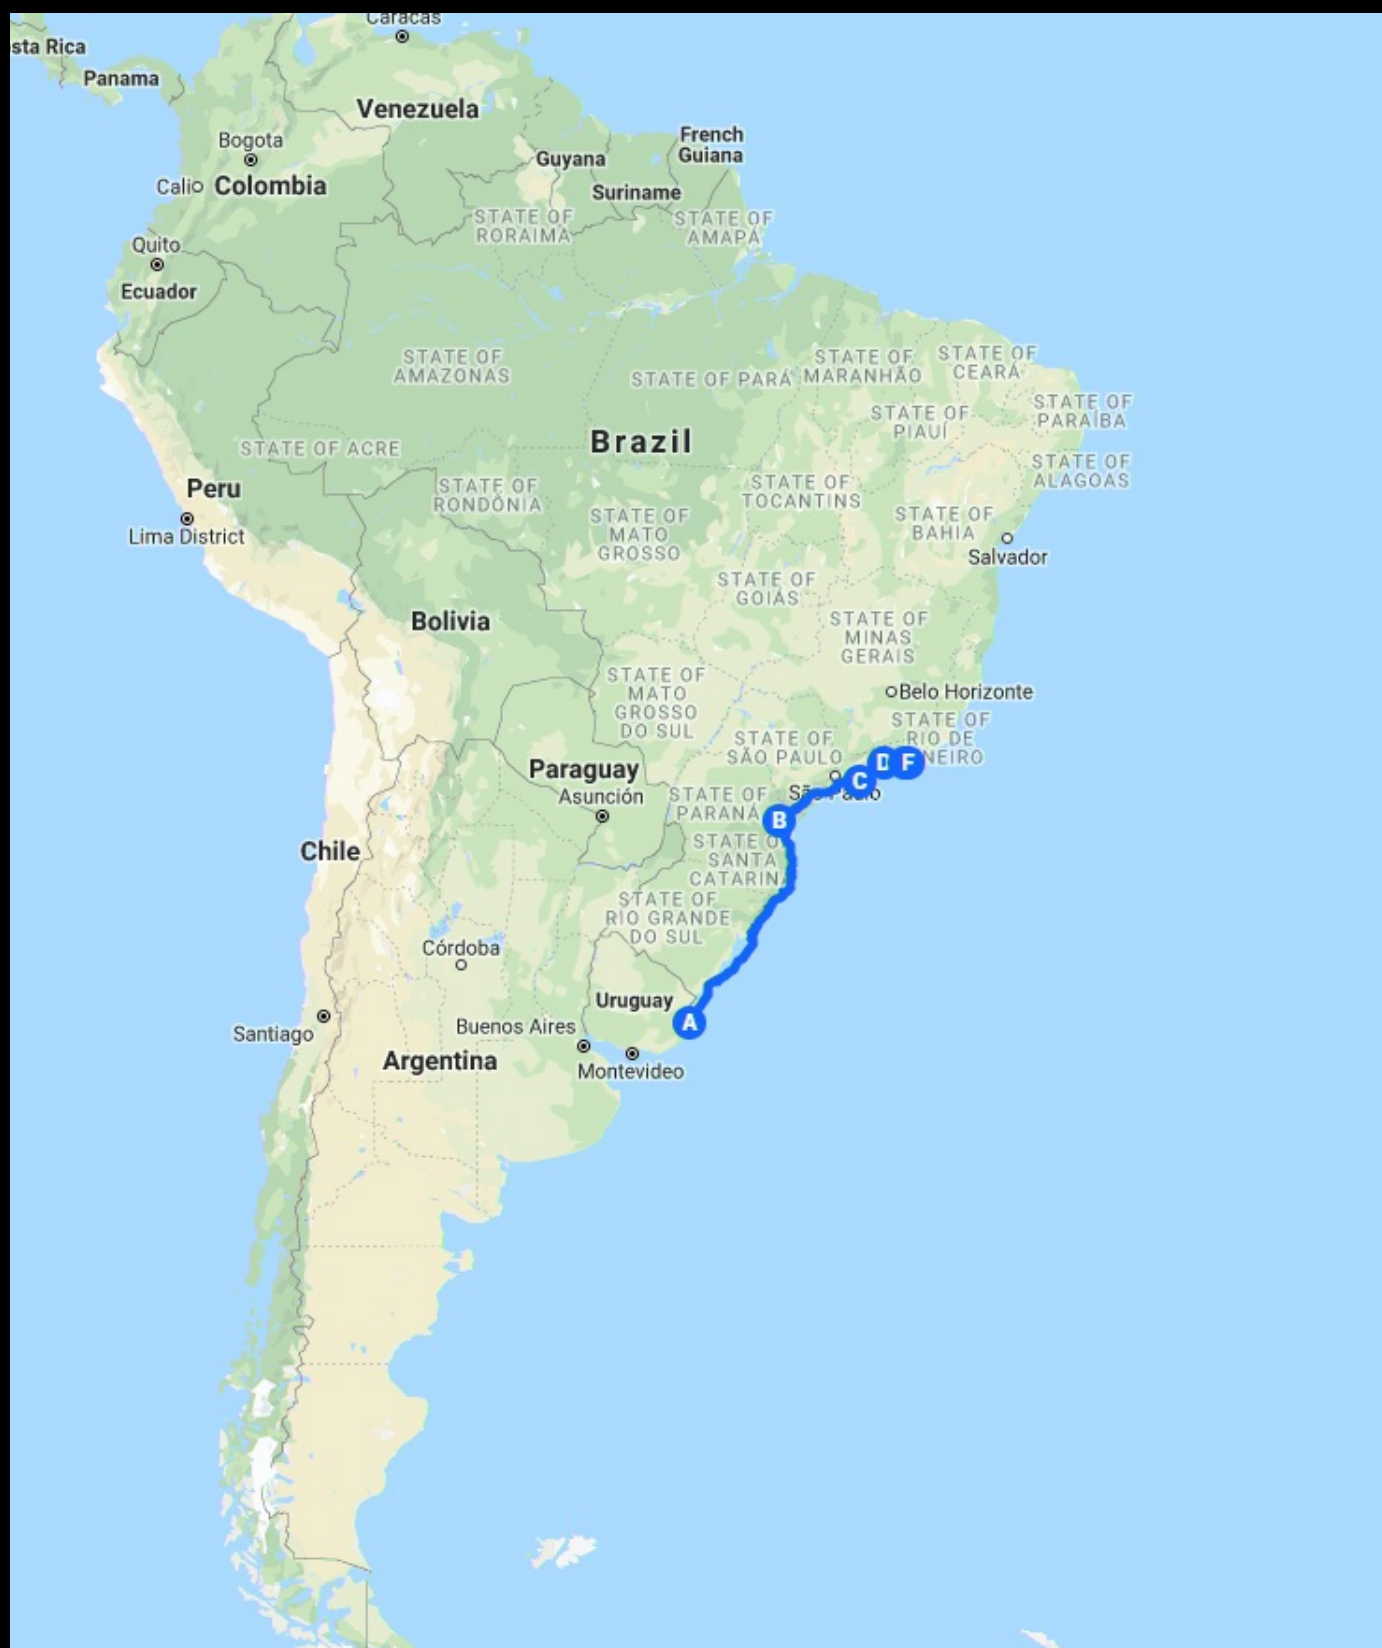 Caracas
sta Rica
Panama
Venezuela
Bogota
French
Guiana
Guyana
Cali
Colombia
Suriname
STATE OF
RORAIMA
STATE OF
AMAPÁ
Quito
Ecuador
STATE OF
AMAZONAS
STATE OF PARÁ
STATE OF
MARANHÃO
STATE OF
CEARÁ
STATE OF
PARAÍBA
STATE OF
PIAUÍ
Brazil
STATE OF ACRE
STATE OF
ALAGOAS
Peru
STATE OF
RONDÔNIA
STATE OF
TOCANTINS
Lima District
STATE OF
MATO
GROSSO
STATE OF
BAHIA
Salvador
STATE OF
GOIÁS
Bolivia
STATE OF
MINAS
GERAIS
STATE OF
MATO
GROSSO
DO SUL
Belo Horizonte
STATE OF
RIO DE
NEIRO
STATE OF
SÃO PAULO
D
F
C
São Paulo
Paraguay
Asunción
STATE OF
PARANÁ
B
STATE O
SANTA
CATARIN
Chile
STATE OF
RIO GRANDE
DO SUL
Córdoba
Uruguay
A
Santiago
Buenos Aires
Argentina
Montevideo